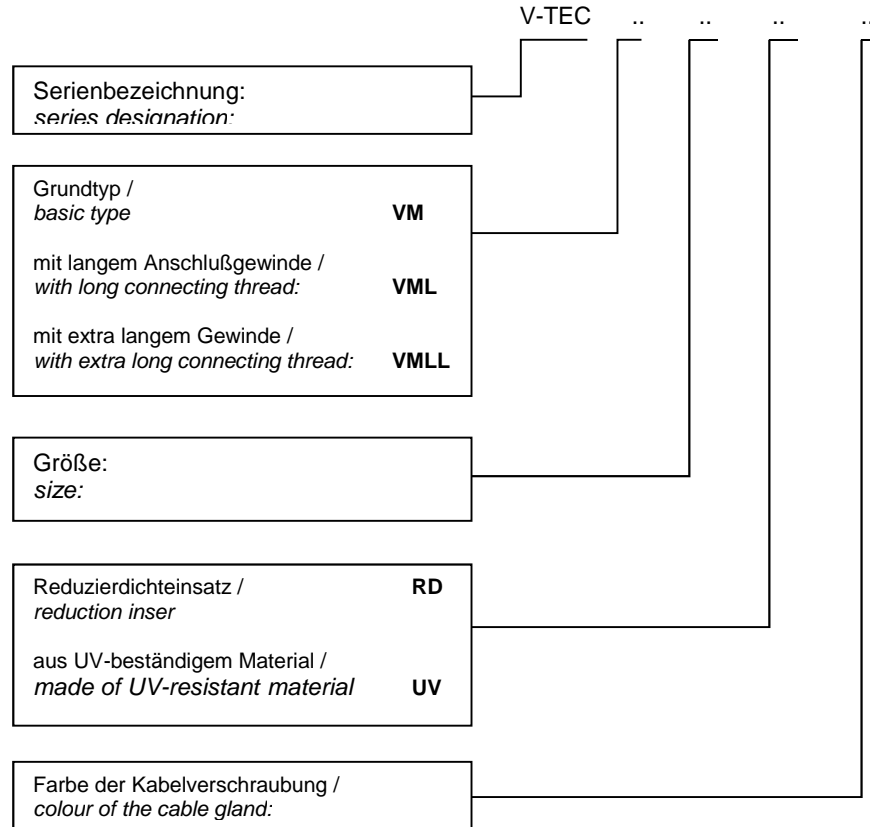 V-TEC .. .. .. ..
Serienbezeichnung:
series designation:
Grundtyp /
basic type VM
mit langem Anschlußgewinde /
with long connecting thread: VML
mit extra langem Gewinde /
with extra long connecting thread: VMLL
Größe:
size:
Reduzierdichteinsatz / RD
reduction inser
aus UV-beständigem Material /
made of UV-resistant material UV
Farbe der Kabelverschraubung /
colour of the cable gland: